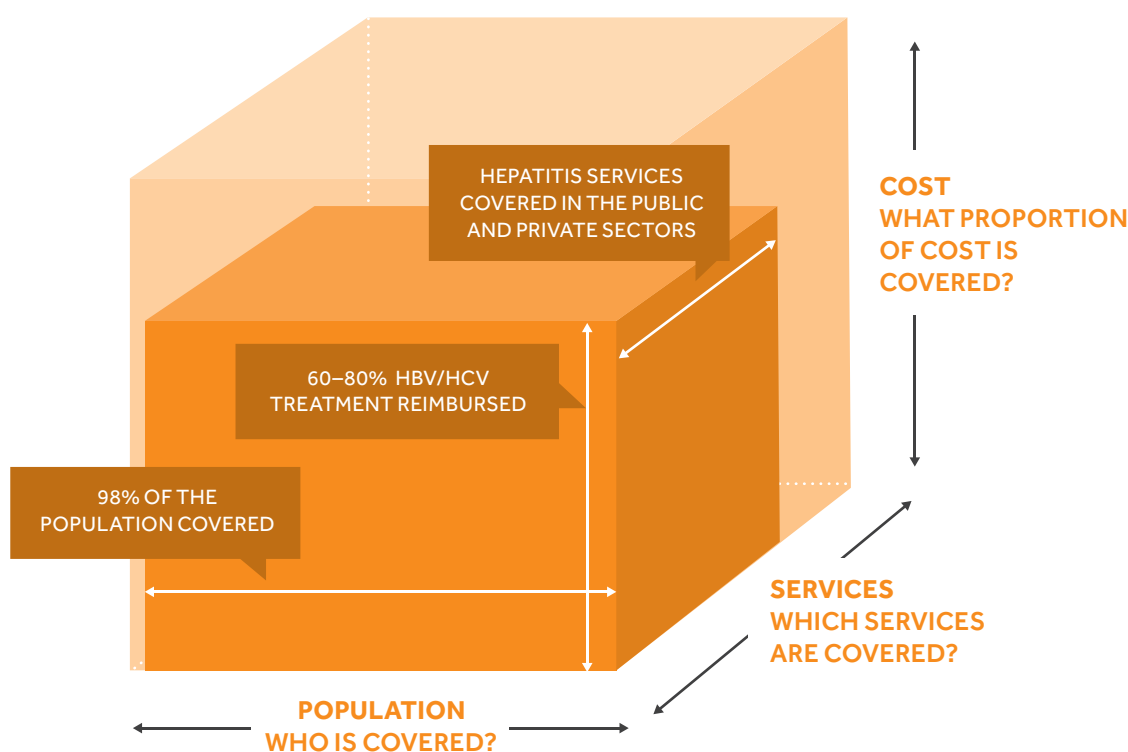 HEPATITIS SERVICES
COVERED IN THE PUBLIC
AND PRIVATE SECTORS
COST
WHAT PROPORTION
OF COST IS
COVERED?
60–80% HBV/HCV
TREATMENT REIMBURSED
98% OF THE
POPULATION COVERED
SERVICES
WHICH SERVICES
ARE COVERED?
POPULATION
WHO IS COVERED?